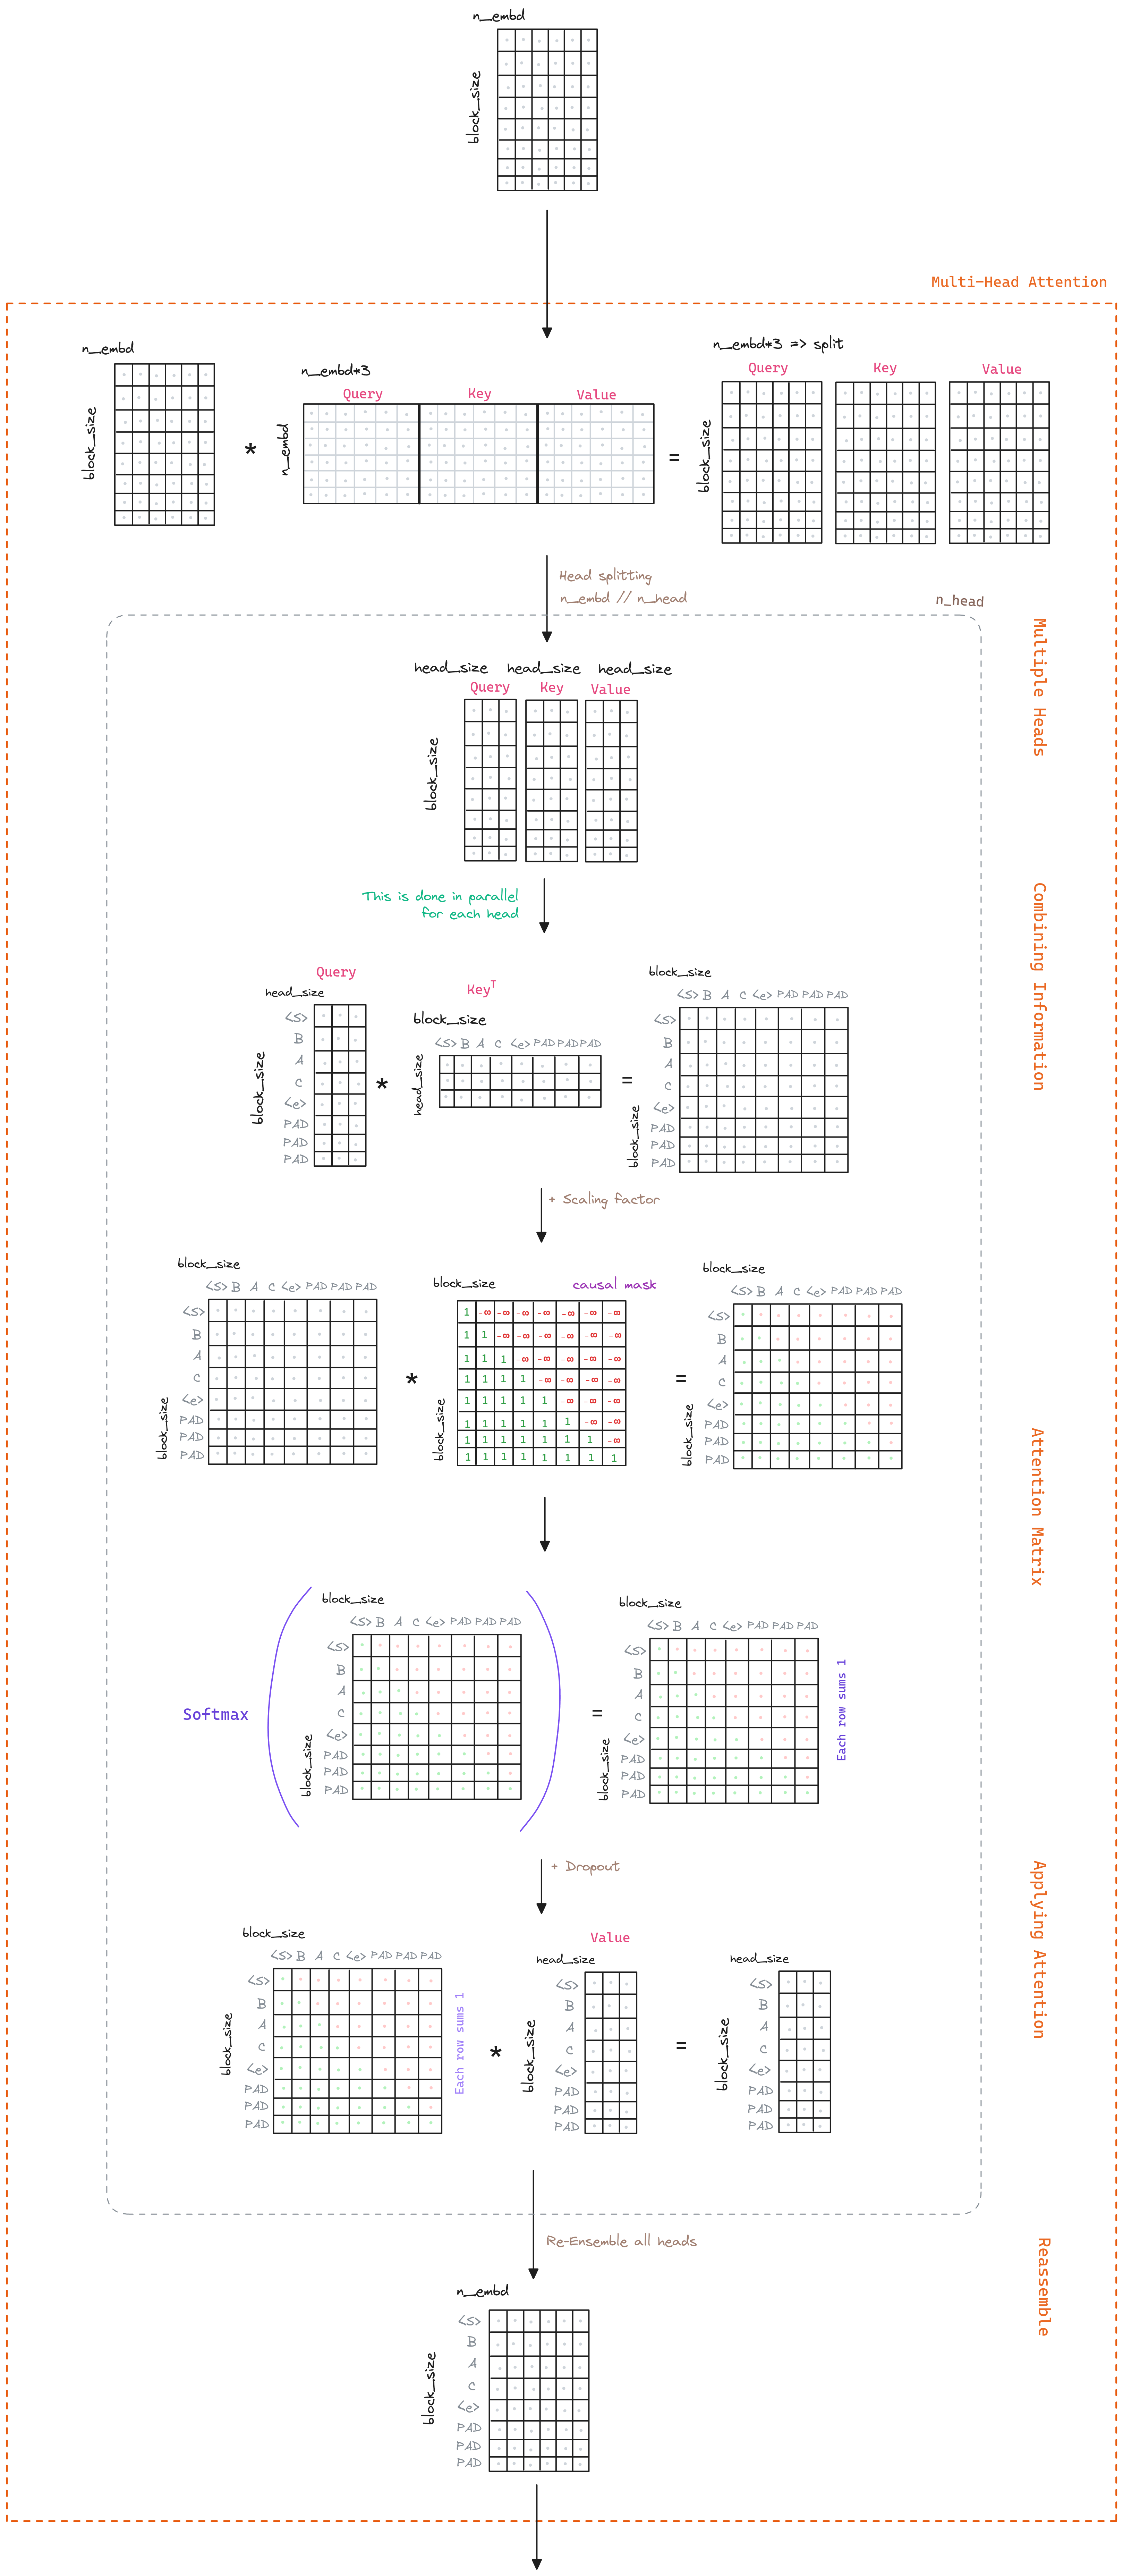 n_embd
block_size
Multi-Head Attention
n_embd
block_size
*
n_embd*3
Query Key Value
n_embd
=
n_embd*3 => split
Query Key Value
block_size
Head splitting
n_embd // n_head
n_head
Multiple Heads
head_size head_size head_size
Query Key Value
block_size
This is done in parallel
for each head
Combining Information
Query
head_size
<S>
B
A
C
<e>
PAD
PAD
PAD
block_size
*
Key^T
block_size
<S> B A C <e> PAD PAD PAD
head_size
=
block_size
<S> B A C <e> PAD PAD PAD
<S>
B
A
C
<e>
PAD
PAD
PAD
block_size
+ Scaling factor
block_size
<S> B A C <e> PAD PAD PAD
<S>
B
A
C
<e>
PAD
PAD
PAD
block_size
*
block_size
causal mask
1 -∞ -∞ -∞ -∞ -∞ -∞ -∞
1 1 -∞ -∞ -∞ -∞ -∞ -∞
1 1 1 -∞ -∞ -∞ -∞ -∞
1 1 1 1 -∞ -∞ -∞ -∞
1 1 1 1 1 -∞ -∞ -∞
1 1 1 1 1 1 -∞ -∞
1 1 1 1 1 1 1 -∞
1 1 1 1 1 1 1 1
block_size
=
block_size
<S> B A C <e> PAD PAD PAD
<S>
B
A
C
<e>
PAD
PAD
PAD
block_size
Attention Matrix
Softmax
block_size
<S> B A C <e> PAD PAD PAD
<S>
B
A
C
<e>
PAD
PAD
PAD
block_size
=
block_size
<S> B A C <e> PAD PAD PAD
<S>
B
A
C
<e>
PAD
PAD
PAD
block_size
Each row sums 1
+ Dropout
Applying Attention
block_size
<S> B A C <e> PAD PAD PAD
<S>
B
A
C
<e>
PAD
PAD
PAD
block_size
Each row sums 1
*
Value
head_size
<S>
B
A
C
<e>
PAD
PAD
PAD
block_size
=
head_size
<S>
B
A
C
<e>
PAD
PAD
PAD
block_size
Re-Ensemble all heads
Reassemble
n_embd
<S>
B
A
C
<e>
PAD
PAD
PAD
block_size